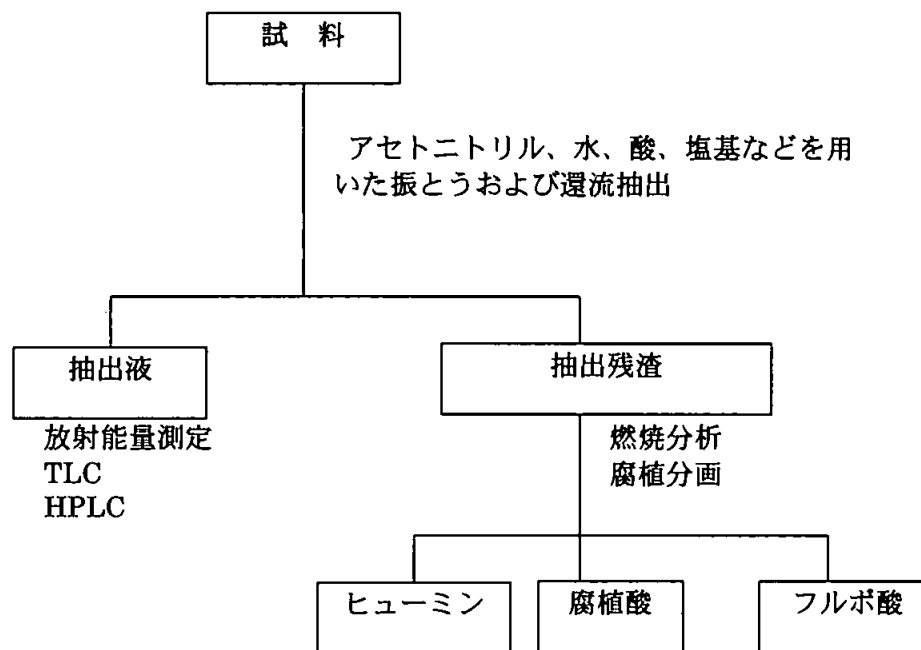 試 料
アセトニトリル、水、酸、塩基などを用
いた振とうおよび還流抽出
抽出液
抽出残渣
放射能量測定
TLC
HPLC
燃焼分析
腐植分画
ヒューミン
腐植酸
フルボ酸